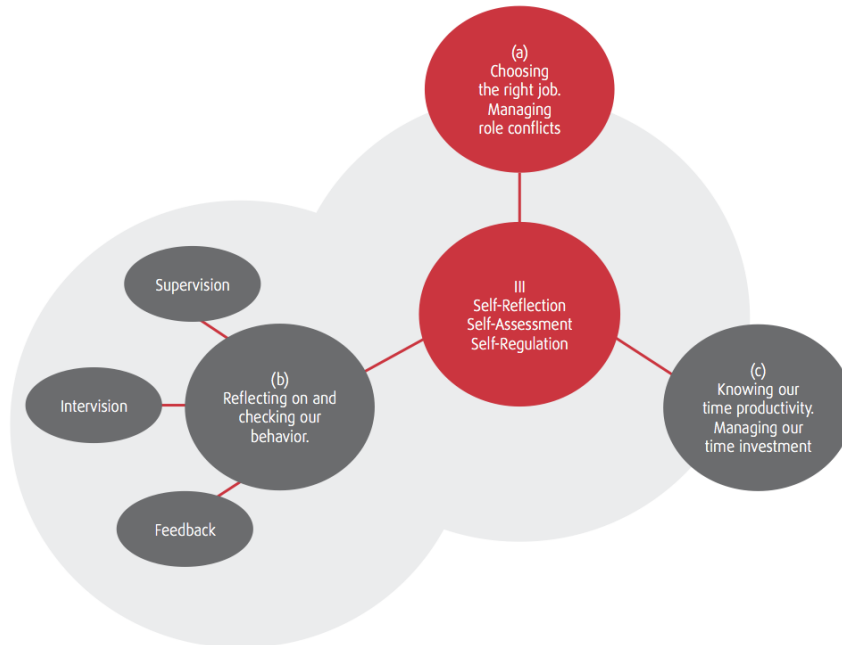 (a)
Choosing
the right job.
Managing
role conflicts
III
Self-Reflection
Self-Assessment
Self-Regulation
Supervision
(b)
Reflecting on and
checking our
behavior.
Intervision
Feedback
(c)
Knowing our
time productivity.
Managing our
time investment